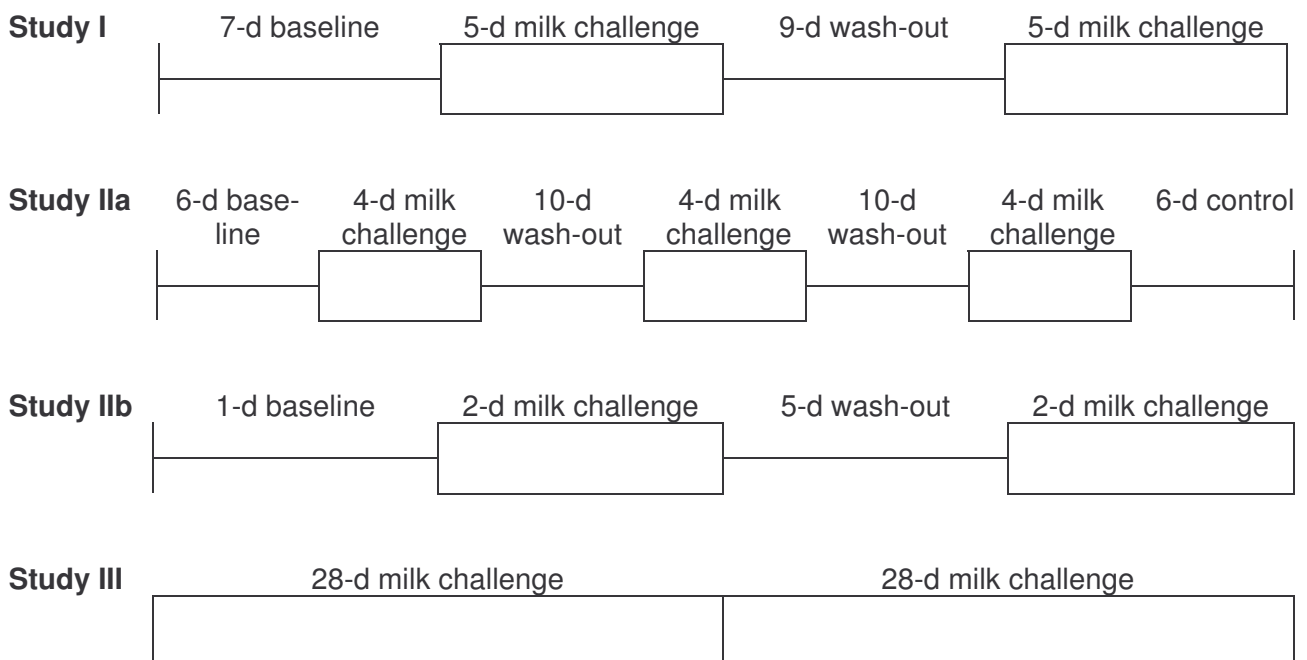 Study I 7-d baseline 5-d milk challenge 9-d wash-out 5-d milk challenge
Study IIa 6-d base- 4-d milk 10-d 4-d milk 10-d 4-d milk 6-d control
line challenge wash-out challenge wash-out challenge
Study IIb 1-d baseline 2-d milk challenge 5-d wash-out 2-d milk challenge
Study III 28-d milk challenge 28-d milk challenge